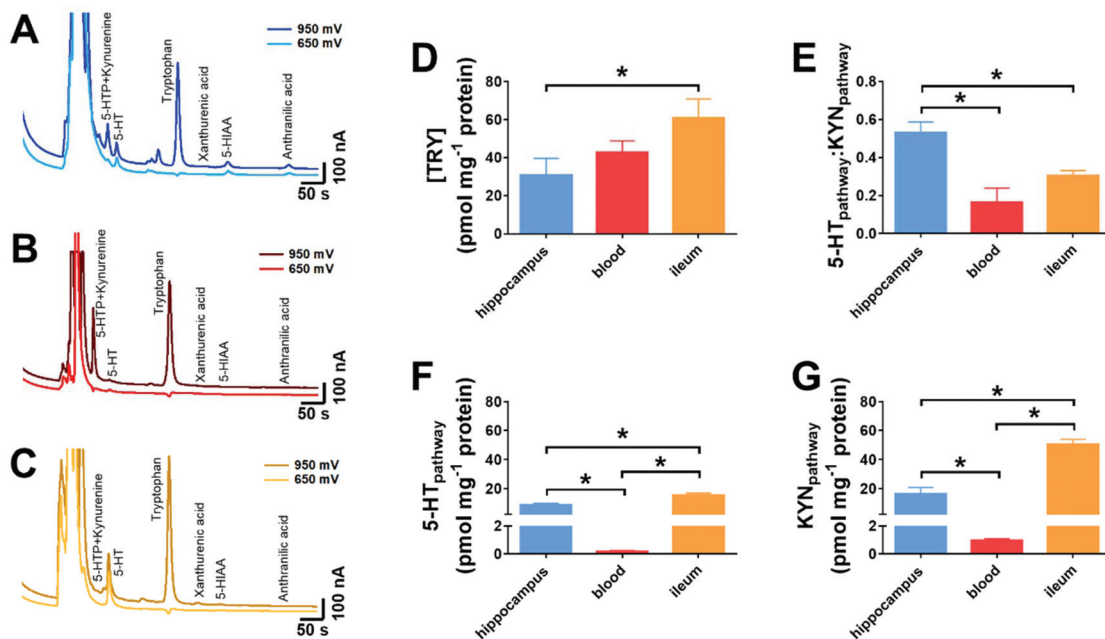 A
950 mV
650 mV
5-HTP+Kynurenine
5-HT
Tryptophan
Xanthurenic acid
5-HIAA
Anthranilic acid
100 nA
50 s
B
950 mV
650 mV
5-HTP+Kynurenine
5-HT
Tryptophan
Xanthurenic acid
5-HIAA
Anthranilic acid
100 nA
50 s
C
950 mV
650 mV
5-HTP+Kynurenine
5-HT
Tryptophan
Xanthurenic acid
5-HIAA
Anthranilic acid
100 nA
50 s
D
[TRY]
(pmol mg-1 protein)
80
60
40
20
0
*
hippocampus
blood
ileum
E
5-HTpathway:KYNpathway
0.8
0.6
0.4
0.2
0.0
*
*
hippocampus
blood
ileum
F
5-HTpathway
(pmol mg-1 protein)
80
60
40
20
2
0
*
*
*
hippocampus
blood
ileum
G
KYNpathway
(pmol mg-1 protein)
80
60
40
20
2
0
*
*
*
hippocampus
blood
ileum